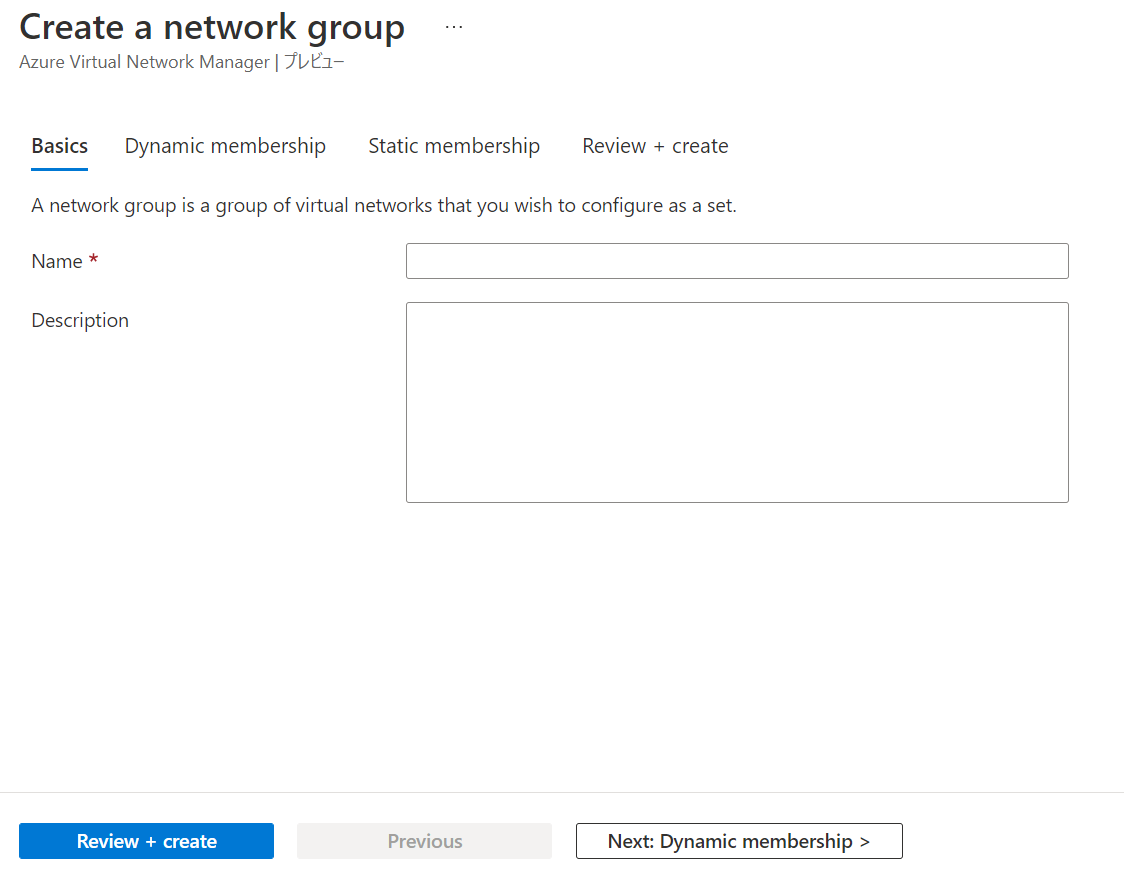 Create a network group ...
Azure Virtual Network Manager | プレビュー
Basics Dynamic membership Static membership Review + create
A network group is a group of virtual networks that you wish to configure as a set.
Name *
Description
Review + create Previous Next: Dynamic membership >